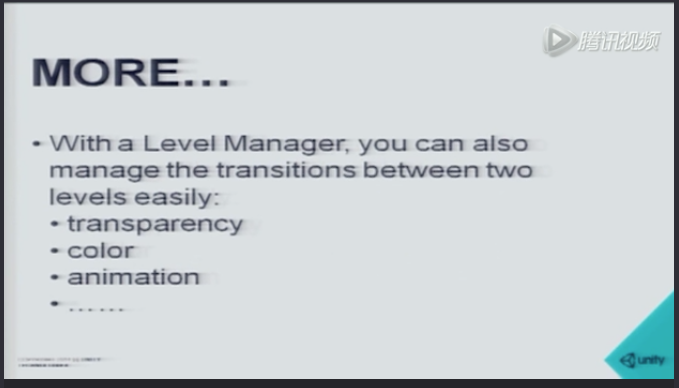 腾讯视频
MORE...
• With a Level Manager, you can also
manage the transitions between two
levels easily:
• transparency
• color
• animation
• ......
unity